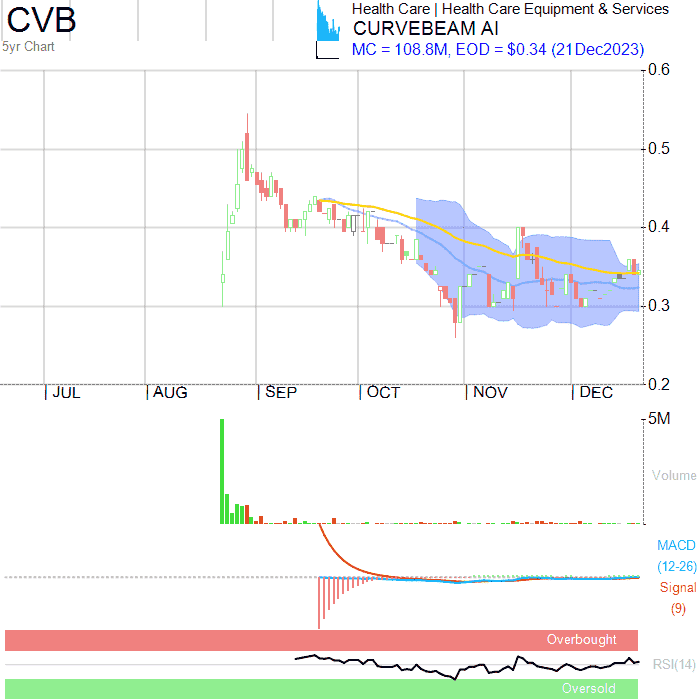 CVB
5yr Chart
Health Care | Health Care Equipment & Services
CURVEBEAM AI
MC = 108.8M, EOD = $0.34 (21Dec2023)
0.6
0.5
0.4
0.3
0.2
JUL AUG SEP OCT NOV DEC
5M
Volume
MACD
(12-26)
Signal
(9)
Overbought
RSI(14)
Oversold